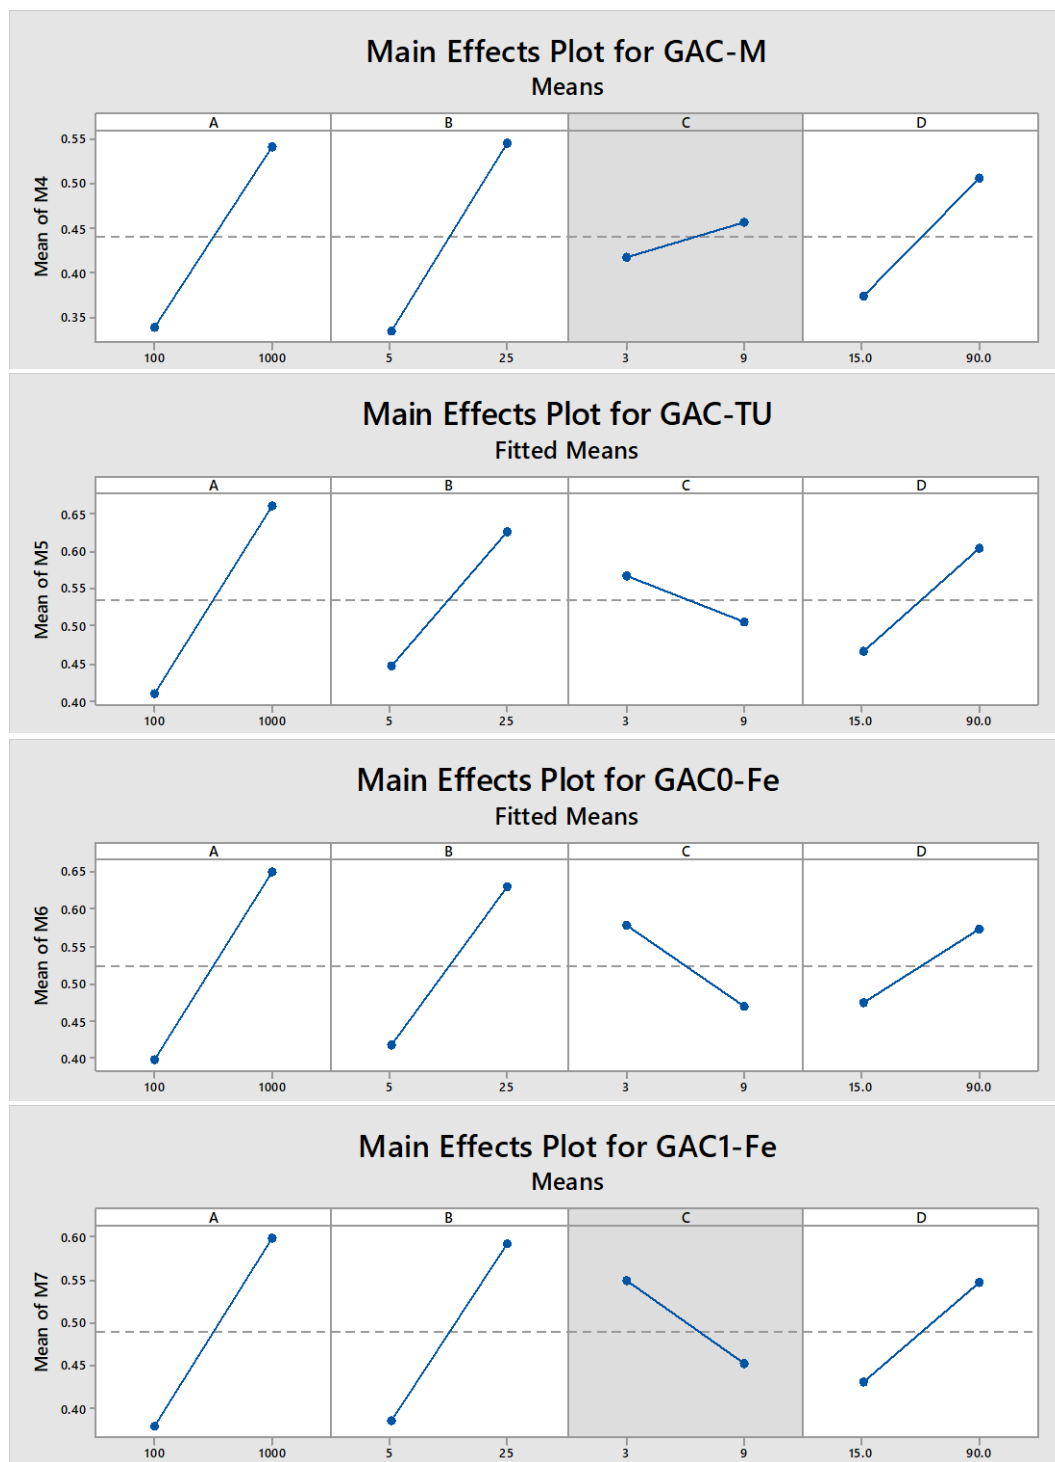 Main Effects Plot for GAC-M
Means
A B C D
Mean of M4
0.55
0.50
0.45
0.40
0.35
100 1000 5 25 3 9 15.0 90.0
Main Effects Plot for GAC-TU
Fitted Means
A B C D
Mean of M5
0.65
0.60
0.55
0.50
0.45
0.40
100 1000 5 25 3 9 15.0 90.0
Main Effects Plot for GAC0-Fe
Fitted Means
A B C D
Mean of M6
0.65
0.60
0.55
0.50
0.45
0.40
100 1000 5 25 3 9 15.0 90.0
Main Effects Plot for GAC1-Fe
Means
A B C D
Mean of M7
0.60
0.55
0.50
0.45
0.40
100 1000 5 25 3 9 15.0 90.0